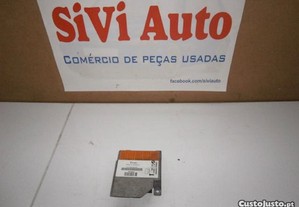 SiVi Auto
COMÉRCIO DE PEÇAS USADAS
facebook.com/siviauto
CustoJusto.pt